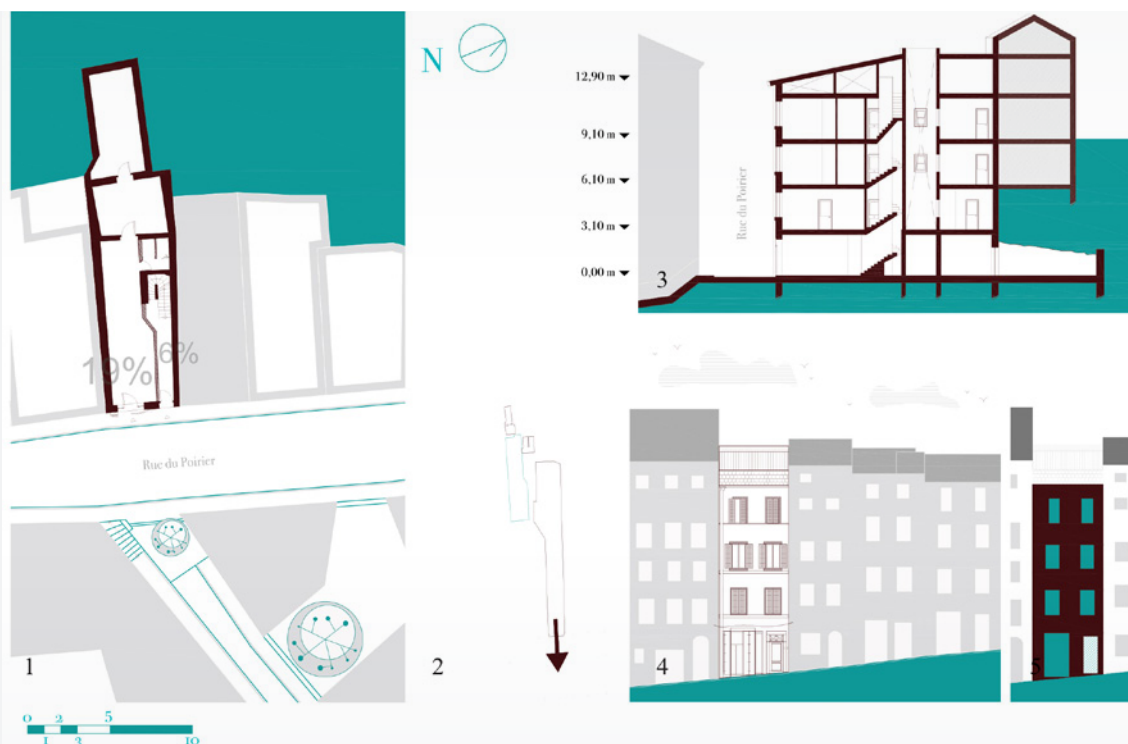 N
19%
6%
Rue du Poirier
1
0 2 5
1 3 10
2
12,90 m
9,10 m
6,10 m
3,10 m
0,00 m
Rue du Poirier
3
4
5